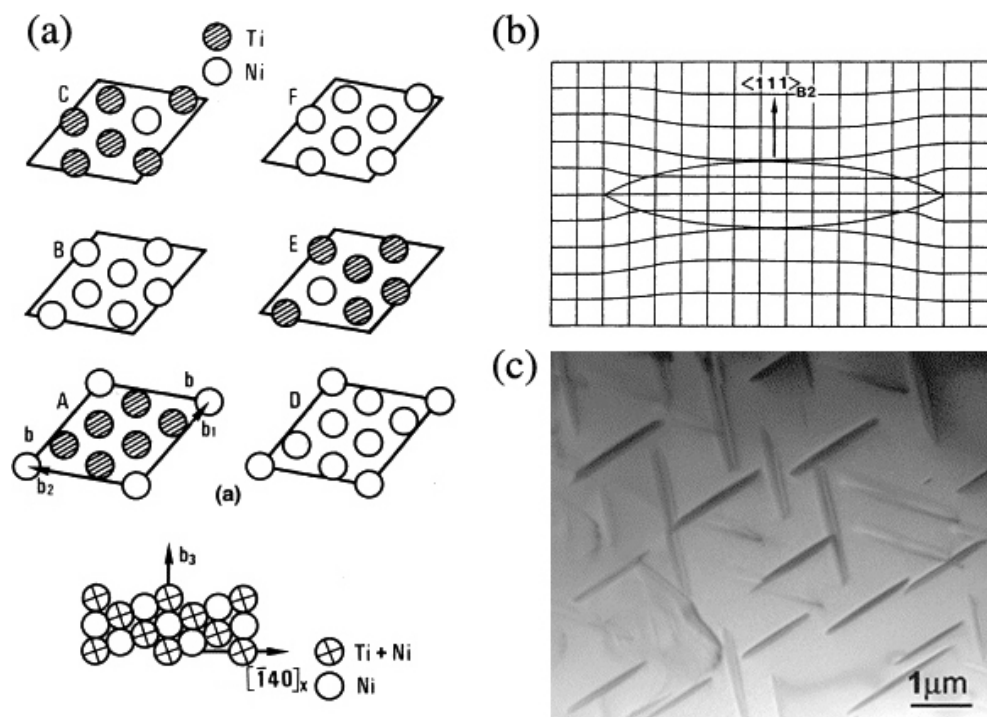 (a)
Ti
Ni
C
F
B
E
A
b
b₁
b
b₂
D
(a)
b₃
[1̄40]ₓ
Ti + Ni
Ni
(b)
<111>B2
(c)
1μm